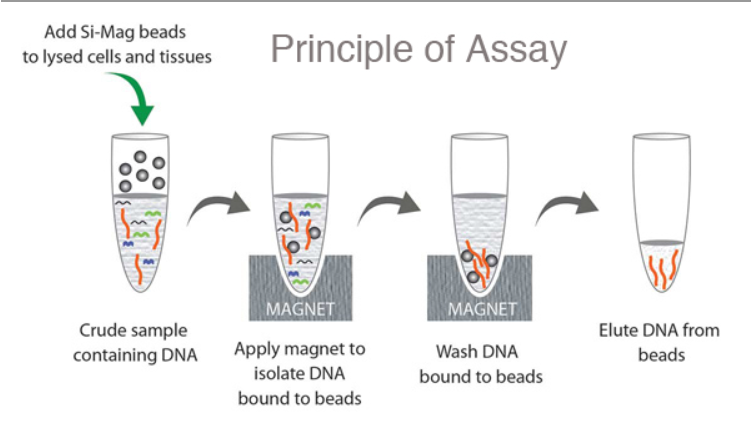 Add Si-Mag beads
to lysed cells and tissues
Principle of Assay
MAGNET
MAGNET
Crude sample
containing DNA
Apply magnet to
isolate DNA
bound to beads
Wash DNA
bound to beads
Elute DNA from
beads